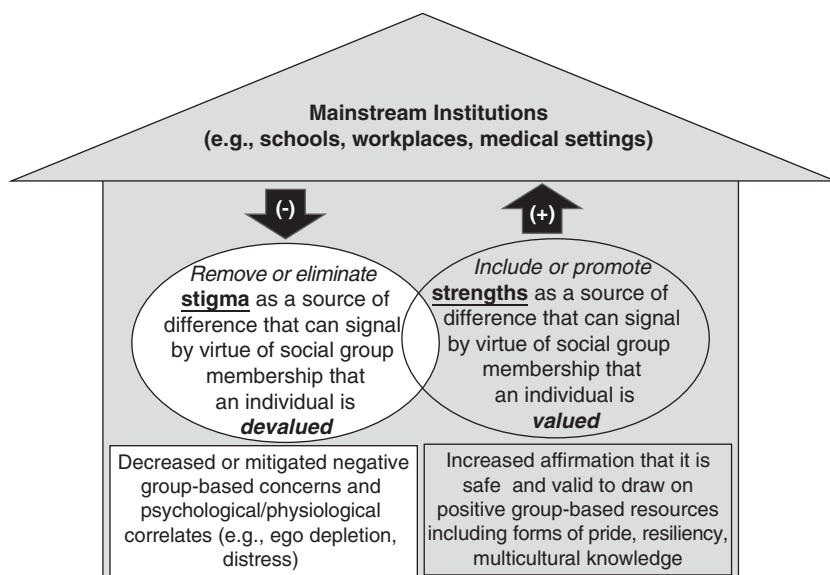 Mainstream Institutions
(e.g., schools, workplaces, medical settings)
(-)
(+)
Remove or eliminate
stigma as a source of
difference that can signal
by virtue of social group
membership that
an individual is
devalued
Include or promote
strengths as a source of
difference that can signal
by virtue of social group
membership that
an individual is
valued
Decreased or mitigated negative
group-based concerns and
psychological/physiological
correlates (e.g., ego depletion,
distress)
Increased affirmation that it is
safe and valid to draw on
positive group-based resources
including forms of pride, resiliency,
multicultural knowledge